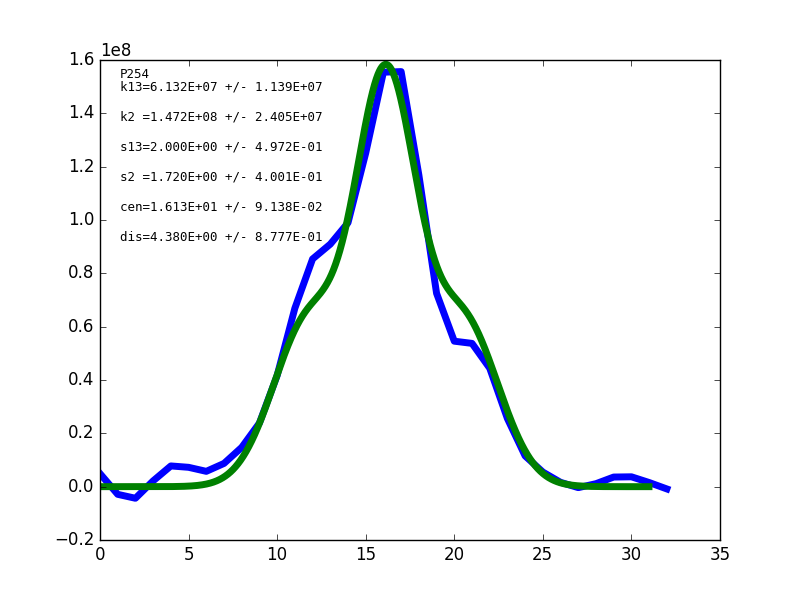 1e8
P254
k13=6.132E+07 +/- 1.139E+07
k2 =1.472E+08 +/- 2.405E+07
s13=2.000E+00 +/- 4.972E-01
s2 =1.720E+00 +/- 4.001E-01
cen=1.613E+01 +/- 9.138E-02
dis=4.380E+00 +/- 8.777E-01
1.6
1.4
1.2
1.0
0.8
0.6
0.4
0.2
0.0
−0.2
0 5 10 15 20 25 30 35